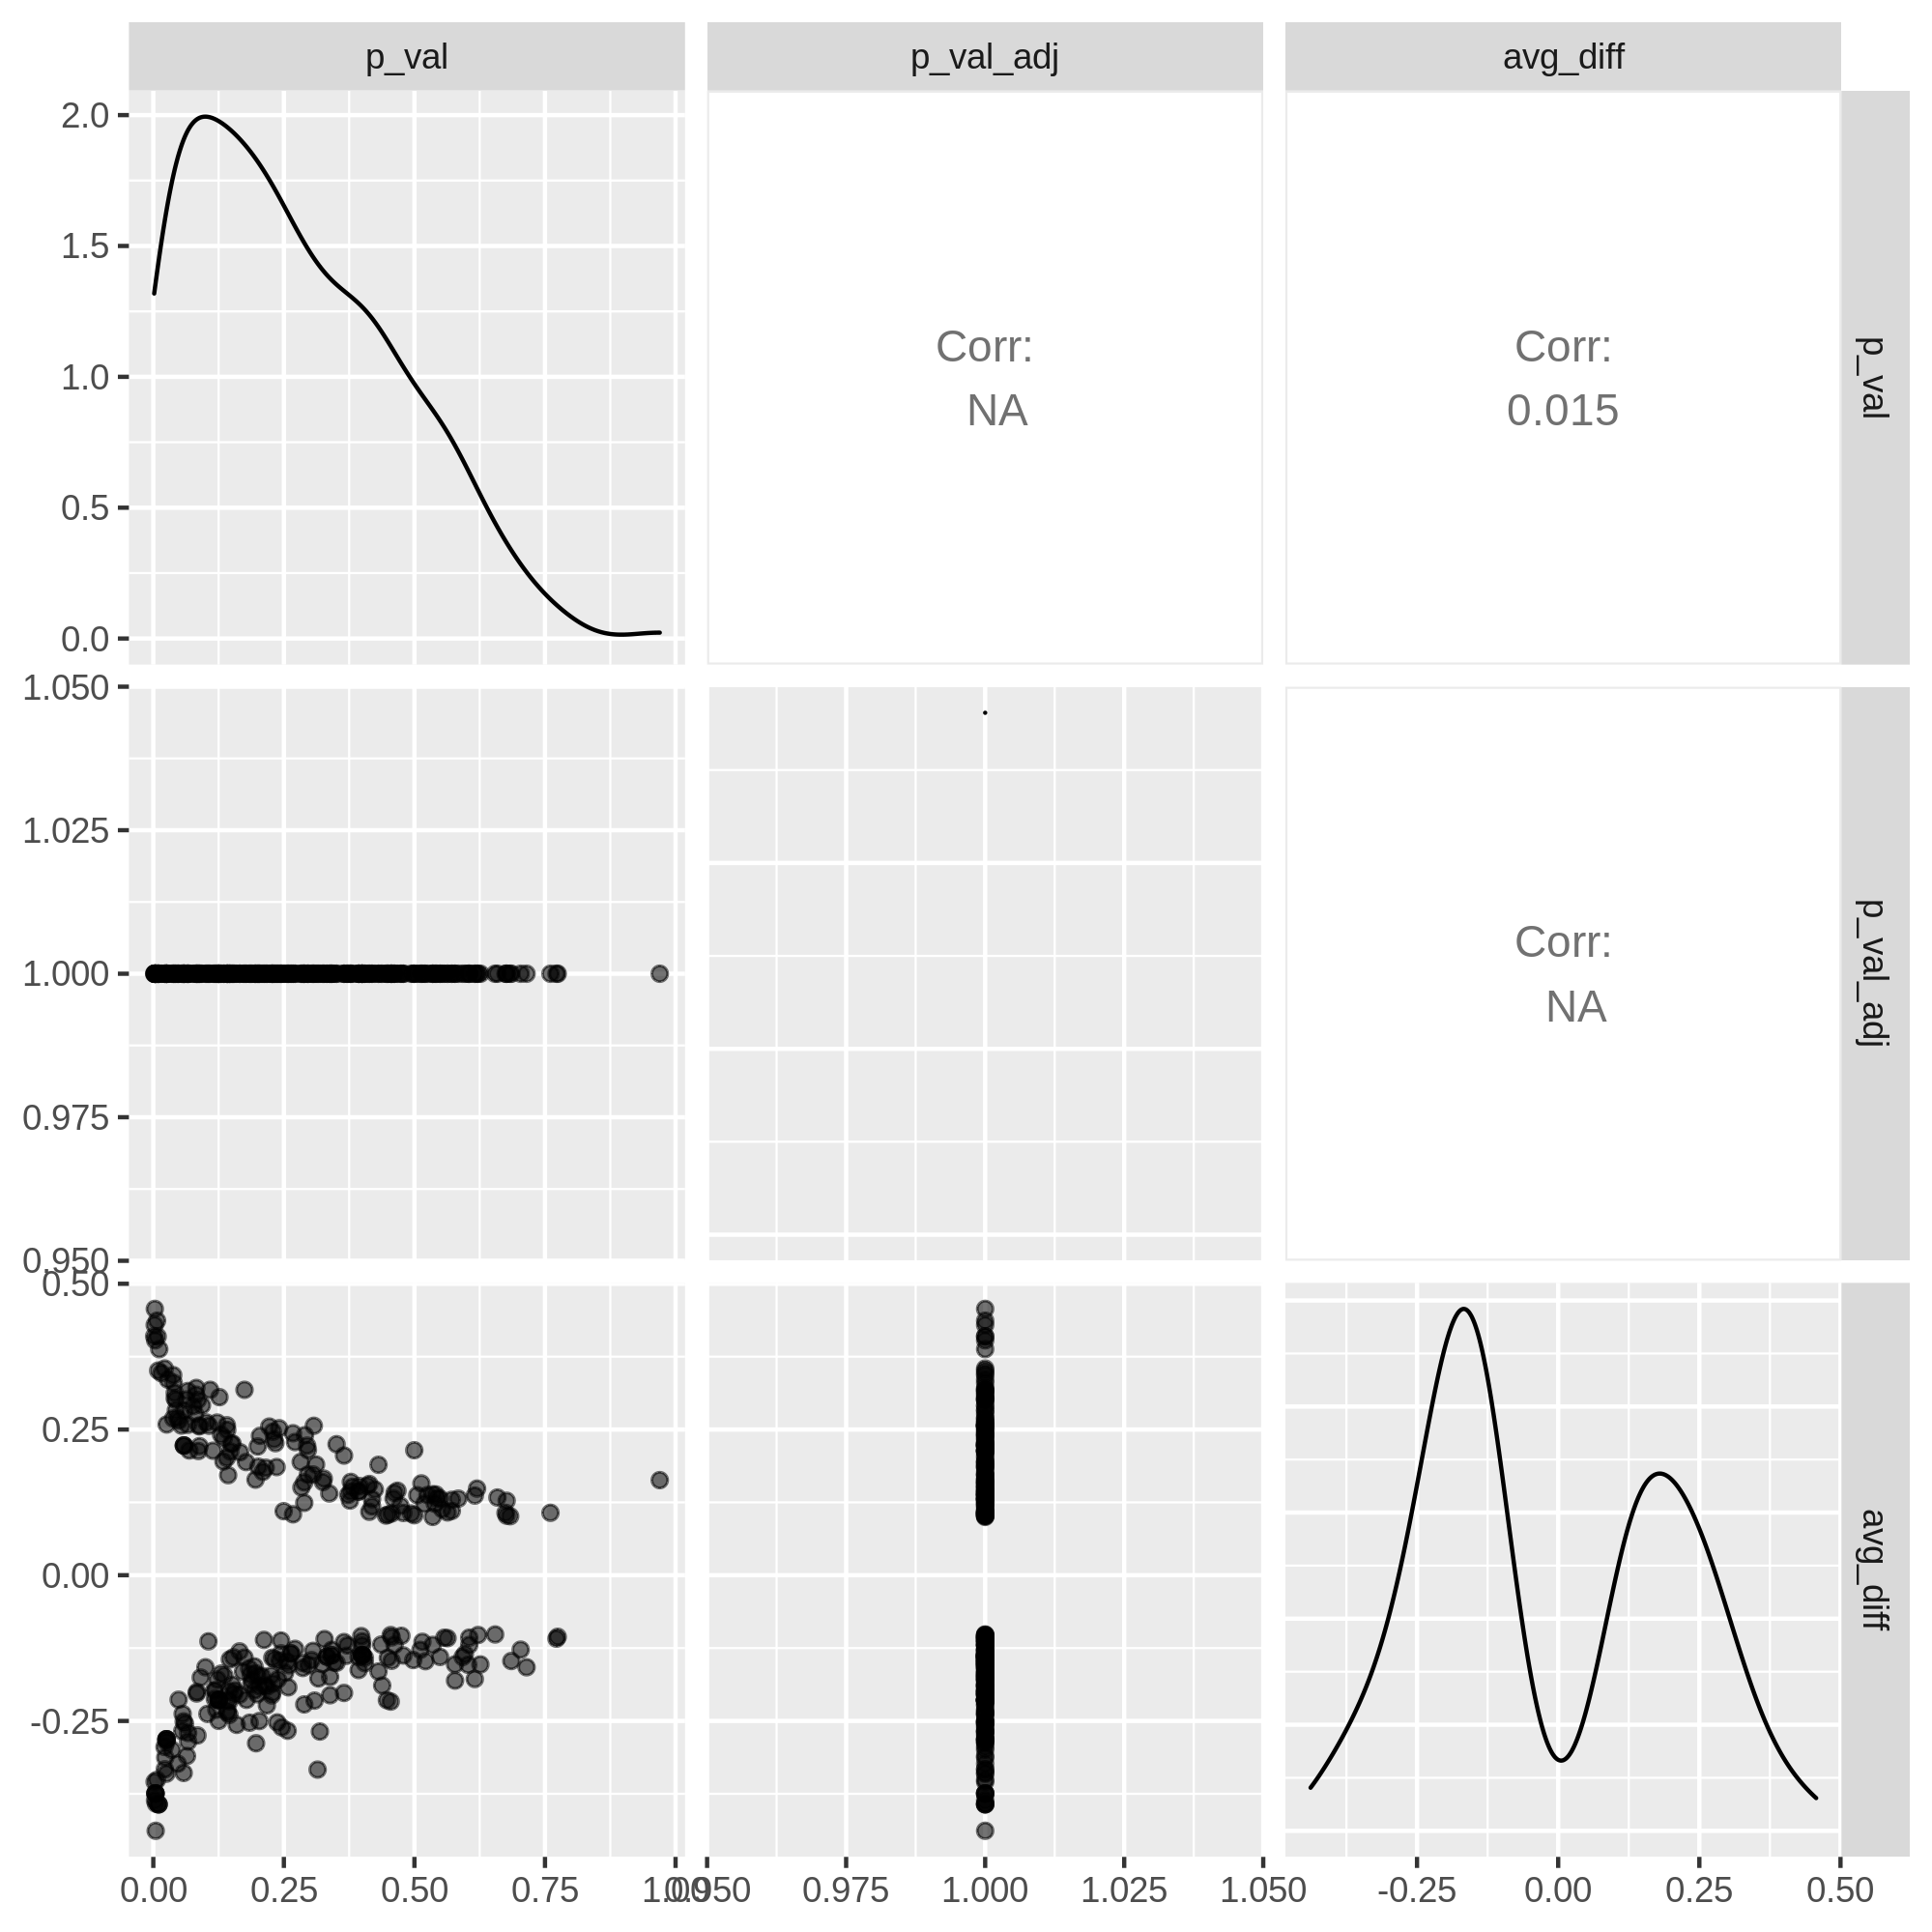 p_val
p_val_adj
avg_diff
2.0
1.5
1.0
0.5
0.0
Corr:
NA
Corr:
0.015
p_val
1.050
1.025
1.000
0.975
0.950
Corr:
NA
p_val_adj
0.50
0.25
0.00
-0.25
avg_diff
0.00 0.25 0.50 0.75 1.00
0.950 0.975 1.000 1.025 1.050
-0.25 0.00 0.25 0.50